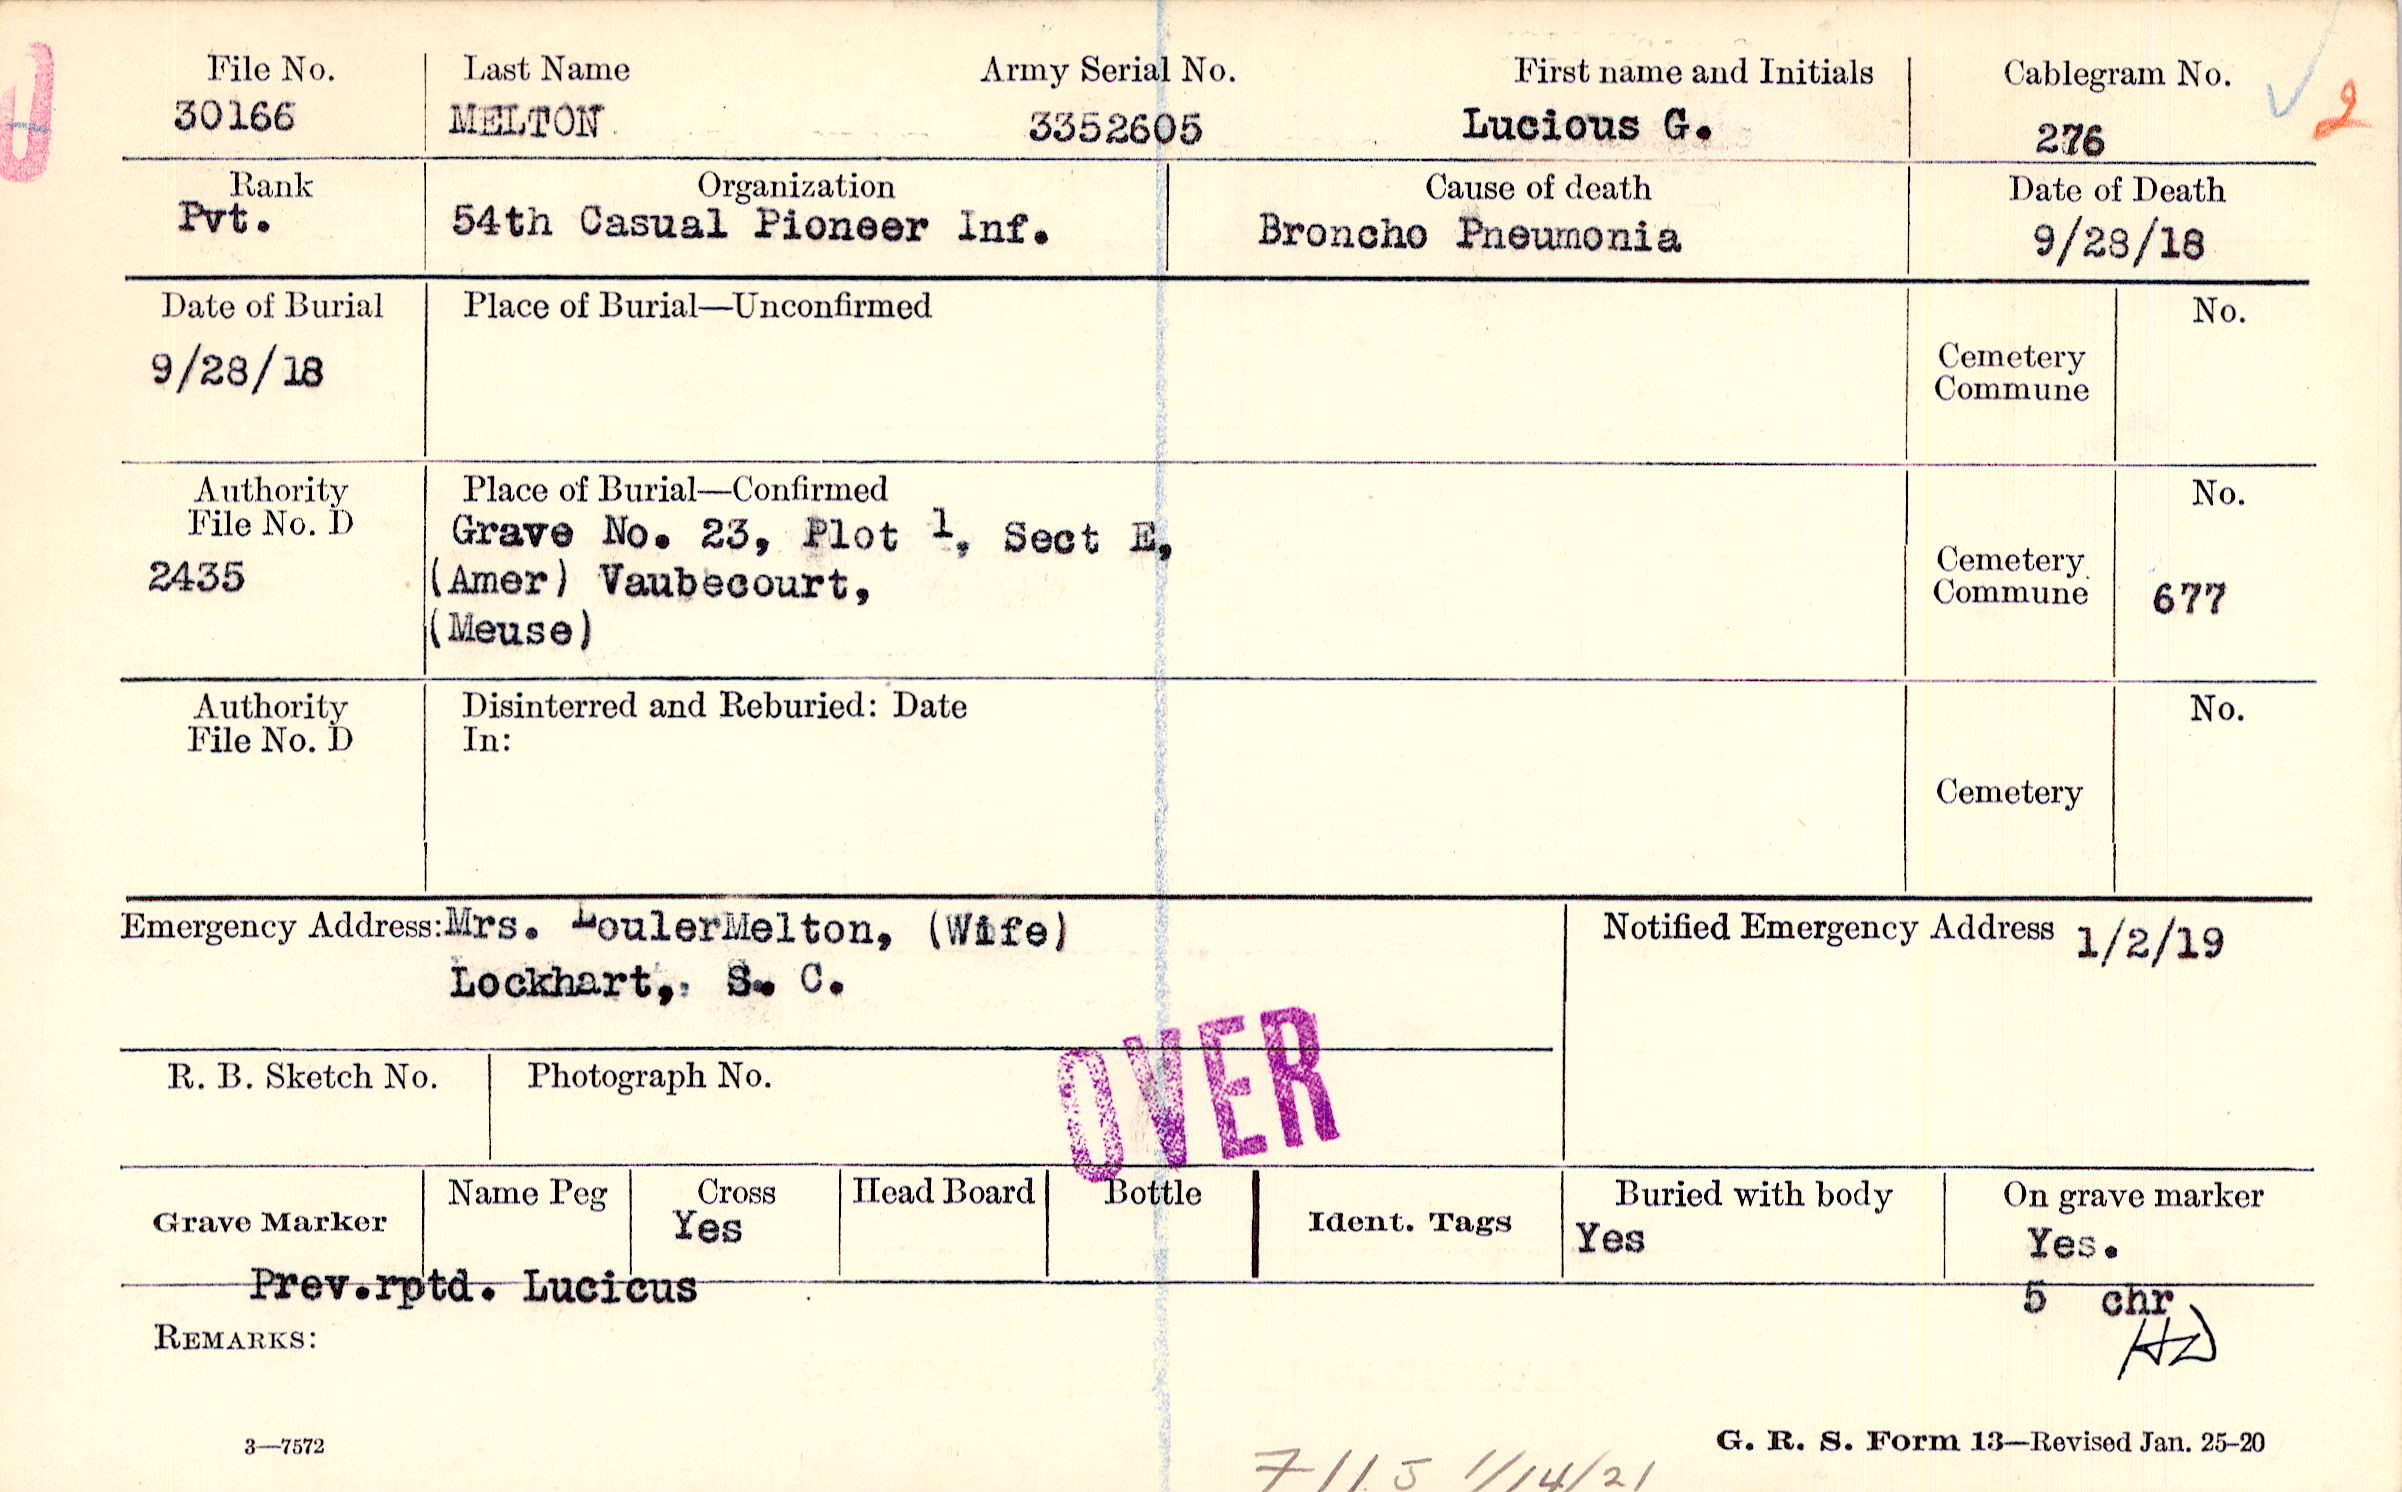 File No. Last Name Army Serial No. First name and Initials Cablegram No.
30166 MELTON 3352605 Lucious G. 276 2
Rank Organization Cause of death Date of Death
Pvt. 54th Casual Pioneer Inf. Broncho Pneumonia 9/28/18
Date of Burial Place of Burial—Unconfirmed No.
9/28/18
Cemetery
Commune
Authority Place of Burial—Confirmed No.
File No. D
Grave No. 23, Plot 1, Sect E,
2435 (Amer) Vaubecourt,
(Meuse)
Cemetery
Commune 677
Authority Disinterred and Reburied: Date No.
File No. D In:
Cemetery
Emergency Address: Mrs. LoulerMelton, (Wife) Notified Emergency Address 1/2/19
Lockhart, S. C.
OVER
R. B. Sketch No. Photograph No.
Grave Marker Name Peg Cross Head Board Bottle Ident. Tags Buried with body On grave marker
Yes Yes Yes.
Prev.rptd. Lucicus 5 chr
REMARKS:
3—7572 G. R. S. Form 13—Revised Jan. 25-20
1/14/21